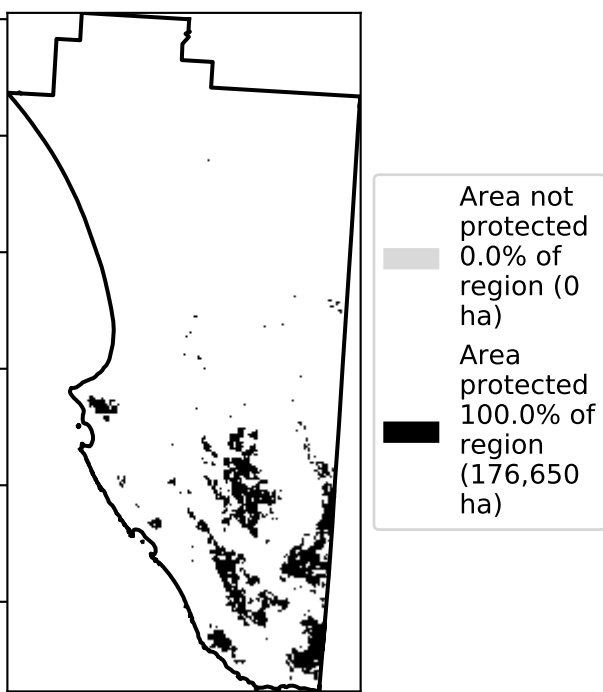 Area not
protected
0.0% of
region (0
ha)
Area
protected
100.0% of
region
(176,650
ha)